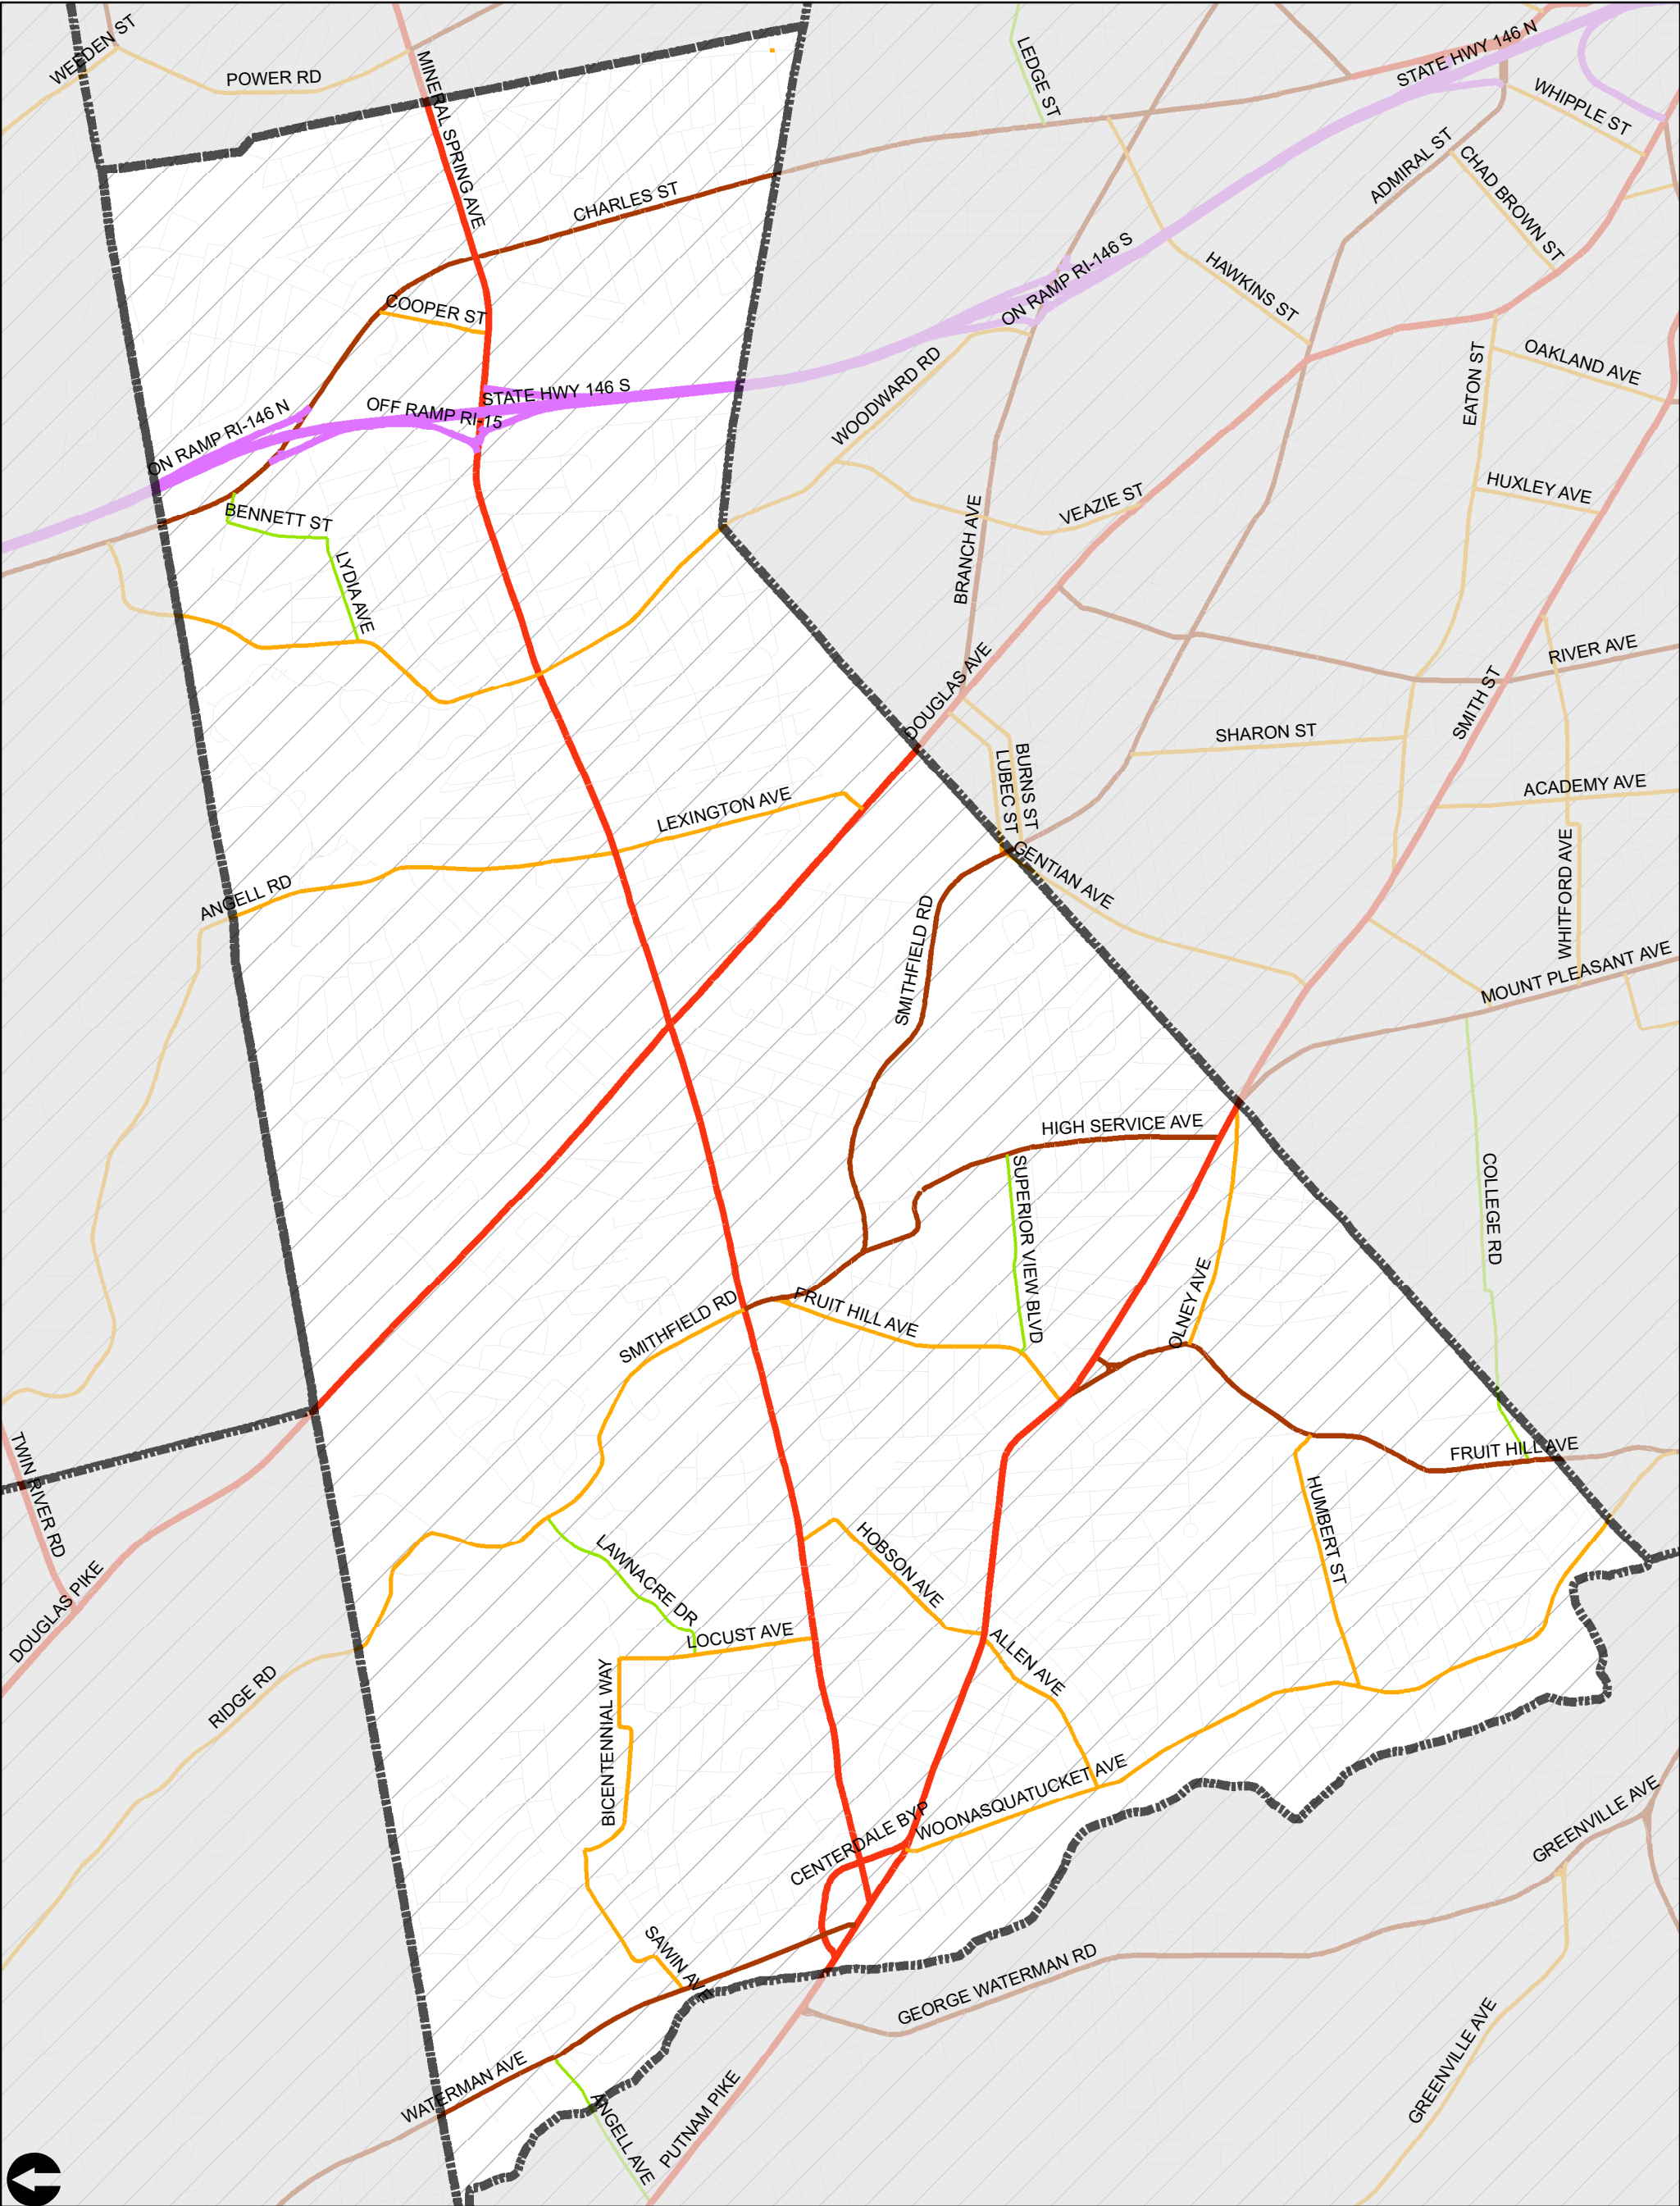 WEEDEN ST
POWER RD
MINERAL SPRING AVE
LEDGE ST
STATE HWY 146 N
WHIPPLE ST
ADMIRAL ST
CHAD BROWN ST
CHARLES ST
COOPER ST
ON RAMP RI-146 S
HAWKINS ST
OAKLAND AVE
EATON ST
WOODWARD RD
STATE HWY 146 S
OFF RAMP RI-15
ON RAMP RI-146 N
BENNETT ST
LYDIA AVE
BRANCH AVE
VEAZIE ST
HUXLEY AVE
DOUGLAS AVE
RIVER AVE
SMITH ST
SHARON ST
BURNS ST
LUBEC ST
ACADEMY AVE
LEXINGTON AVE
ANGELL RD
GENTIAN AVE
WHITFORD AVE
SMITHFIELD RD
MOUNT PLEASANT AVE
HIGH SERVICE AVE
SUPERIOR VIEW BLVD
COLLEGE RD
OLNEY AVE
SMITHFIELD RD
FRUIT HILL AVE
FRUIT HILL AVE
TWIN RIVER RD
HUMBERT ST
HOBSON AVE
LAWNACRE DR
DOUGLAS PIKE
LOCUST AVE
ALLEN AVE
RIDGE RD
BICENTENNIAL WAY
WOONASQUATUCKET AVE
CENTERDALE BYP
GREENVILLE AVE
SAWIN AVE
GEORGE WATERMAN RD
WATERMAN AVE
ANGELL AVE
PUTNAM PIKE
GREENVILLE AVE